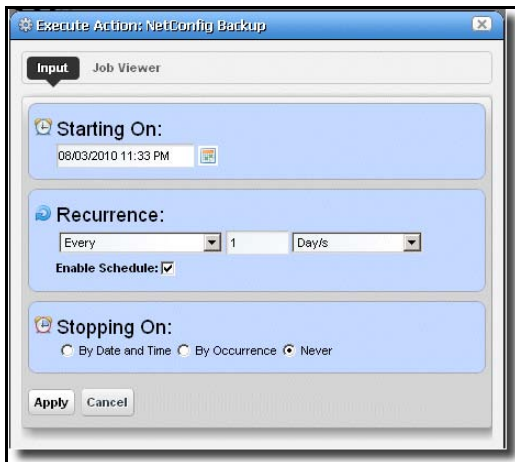 Execute Action: NetConfig Backup
Input Job Viewer
Starting On:
08/03/2010 11:33 PM
Recurrence:
Every 1 Day/s
Enable Schedule:
Stopping On:
By Date and Time By Occurrence Never
Apply Cancel